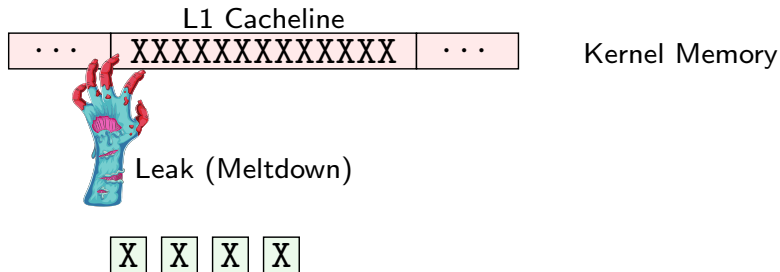 L1 Cacheline
··· XXXXXXXXXXXXX ··· Kernel Memory
Leak (Meltdown)
X X X X